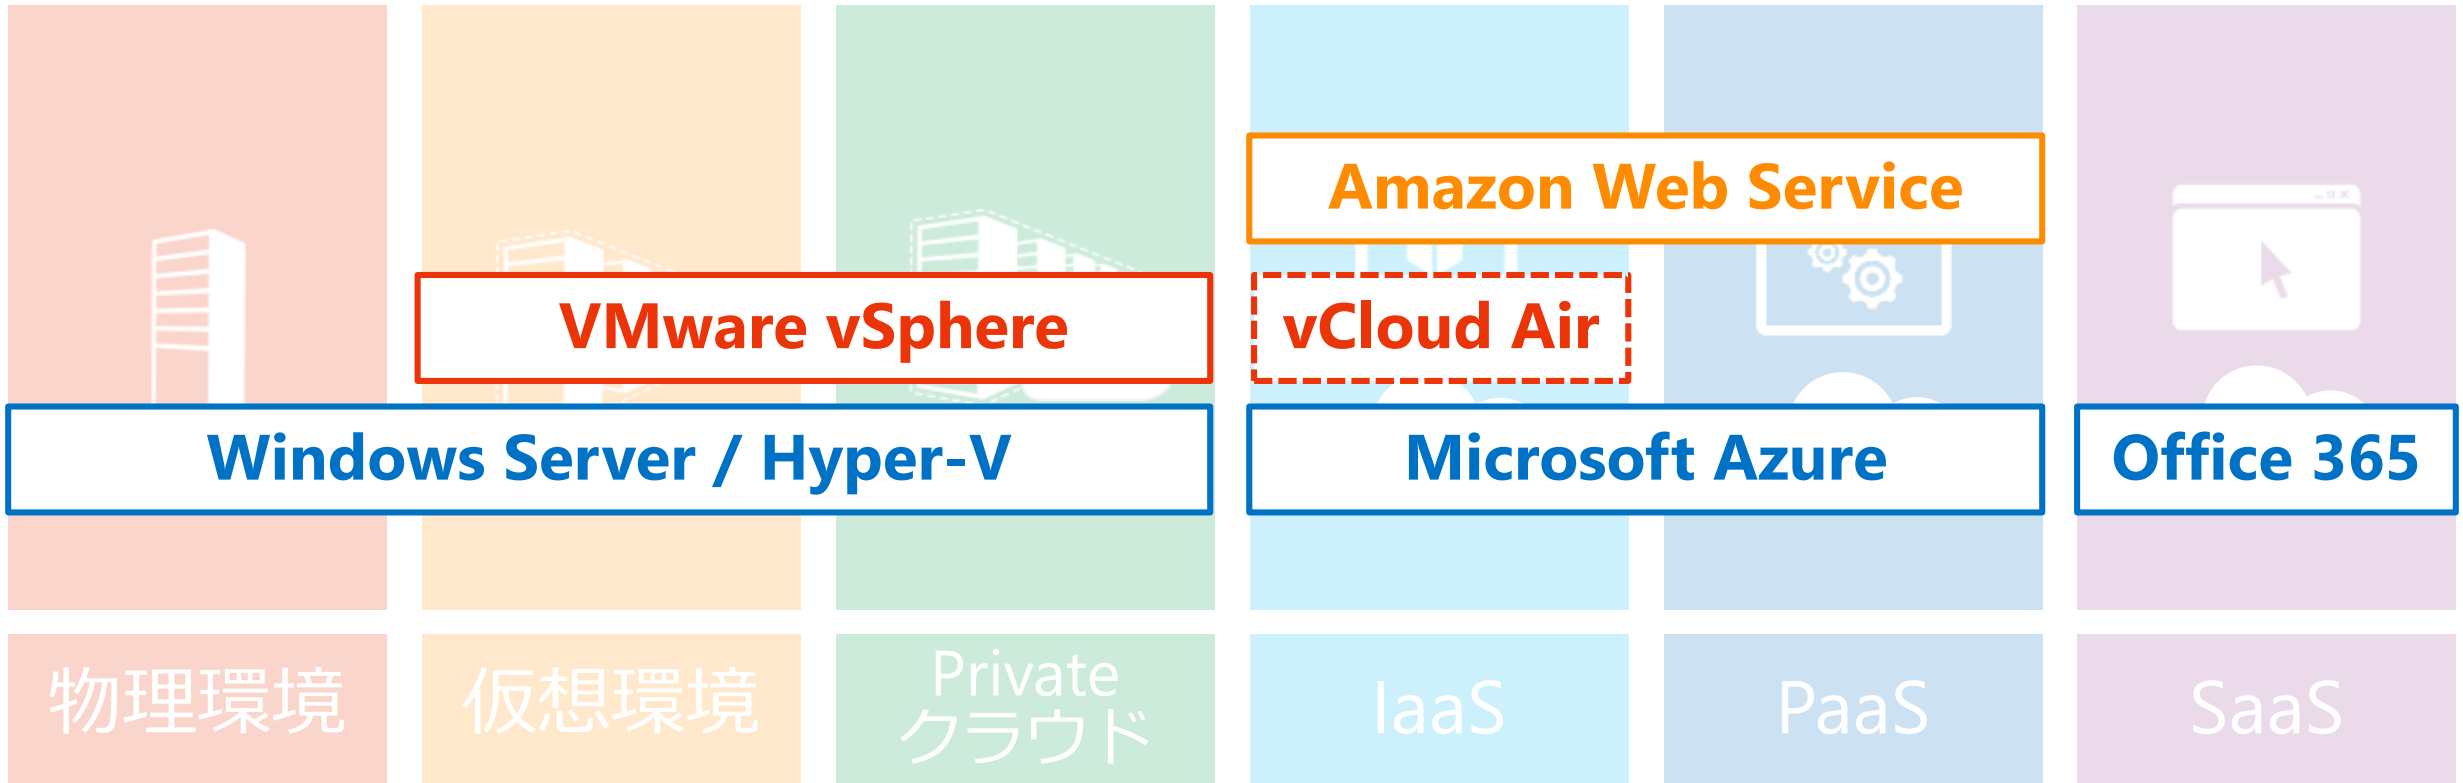 Amazon Web Service
VMware vSphere
vCloud Air
Windows Server / Hyper-V
Microsoft Azure
Office 365
物理環境
仮想環境
Private
クラウド
IaaS
PaaS
SaaS